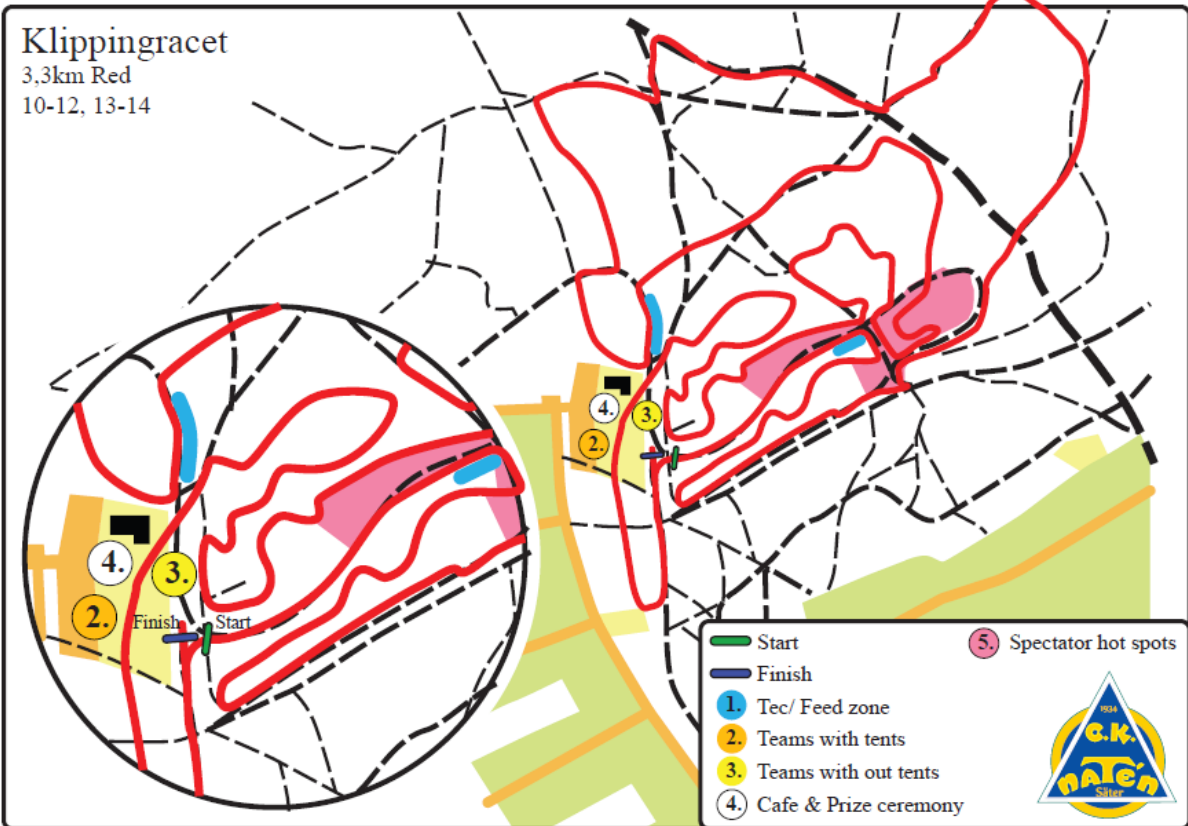 Klippingracet
3,3km Red
10-12, 13-14
4.
3.
2.
4.
3.
2.
Finish
Start
Start
Finish
1. Tec/ Feed zone
2. Teams with tents
3. Teams with out tents
4. Cafe & Prize ceremony
5. Spectator hot spots
1934
C.K.
NATÉN
Säter